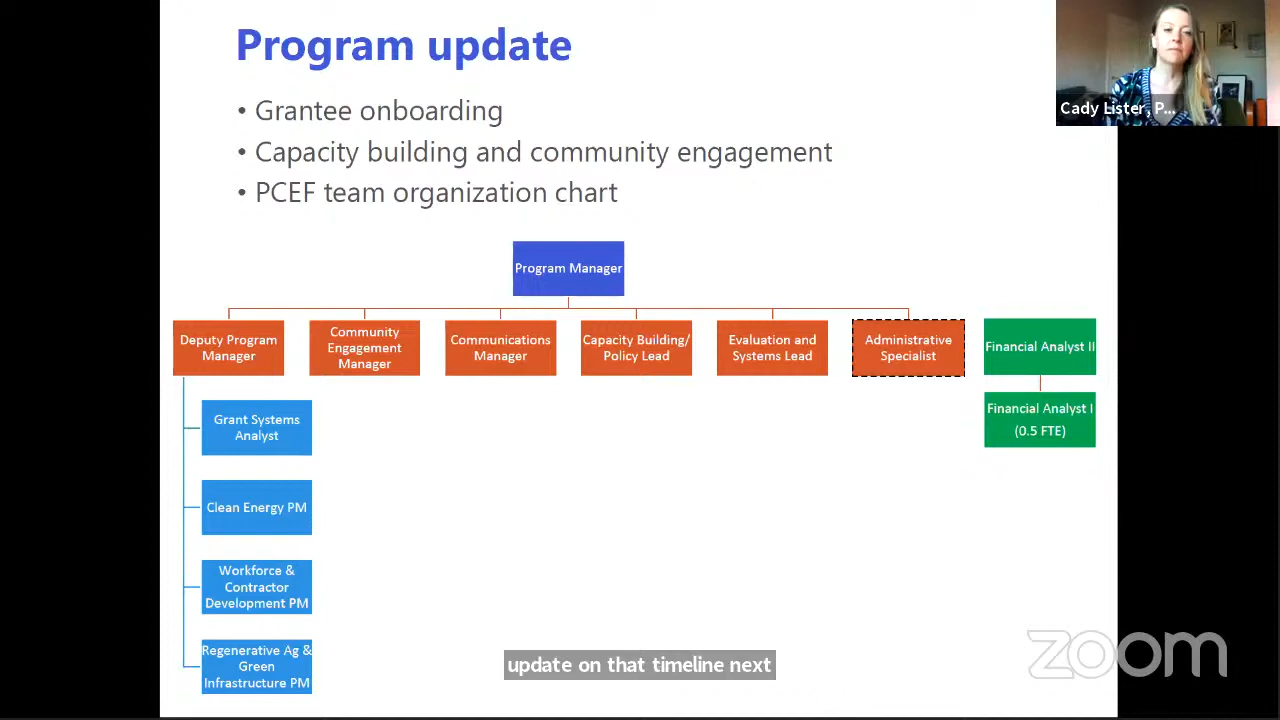 Program update
• Grantee onboarding
• Capacity building and community engagement
• PCEF team organization chart
Cady Lister, P...
Program Manager
Deputy Program
Manager
Community
Engagement
Manager
Communications
Manager
Capacity Building/
Policy Lead
Evaluation and
Systems Lead
Administrative
Specialist
Financial Analyst II
Financial Analyst I
(0.5 FTE)
Grant Systems
Analyst
Clean Energy PM
Workforce &
Contractor
Development PM
Regenerative Ag &
Green
Infrastructure PM
update on that timeline next
zoom